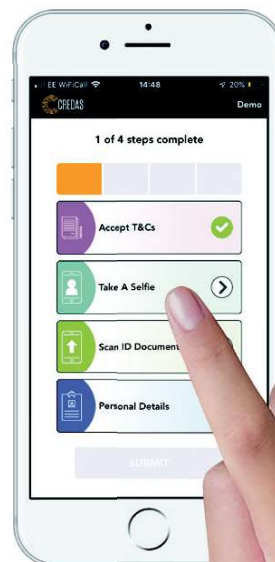 EE WiFiCall 14:48 20%
CREDAS Demo
1 of 4 steps complete
Accept T&Cs
Take A Selfie
Scan ID Document
Personal Details
SUBMIT